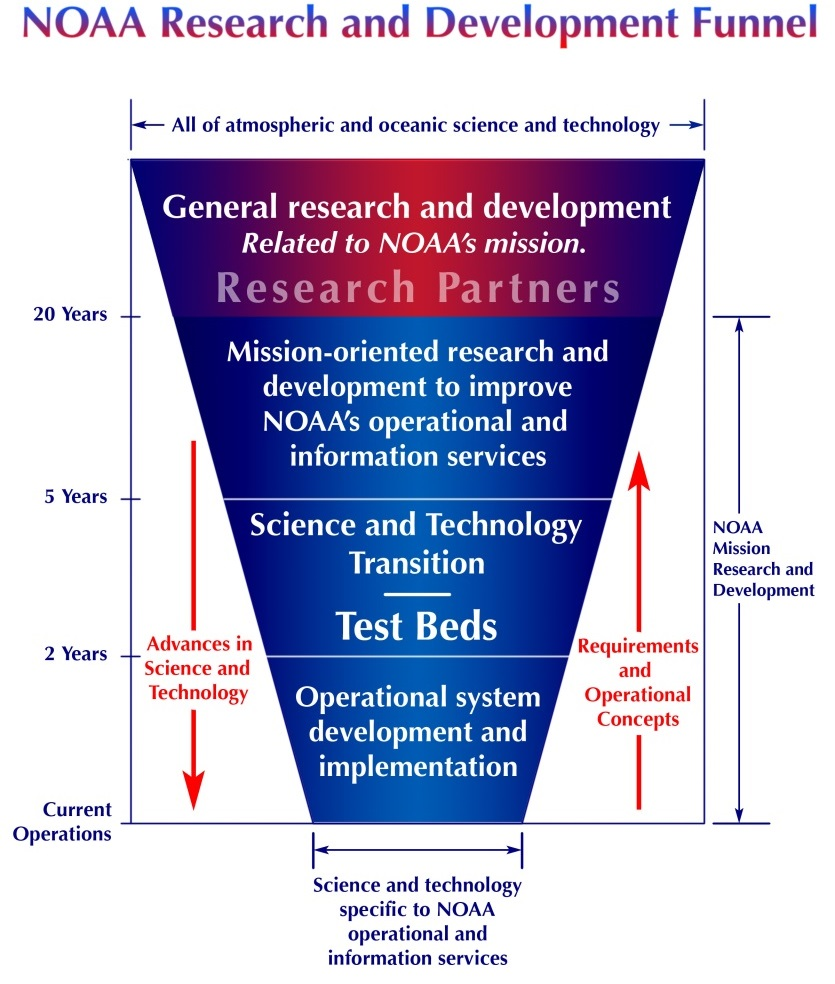 NOAA Research and Development Funnel
All of atmospheric and oceanic science and technology
General research and development
Related to NOAA's mission.
Research Partners
20 Years
Mission-oriented research and
development to improve
NOAA's operational and
information services
5 Years
Science and Technology
Transition
Test Beds
NOAA
Mission
Research and
Development
2 Years
Advances in
Science and
Technology
Requirements
and
Operational
Concepts
Operational system
development and
implementation
Current
Operations
Science and technology
specific to NOAA
operational and
information services